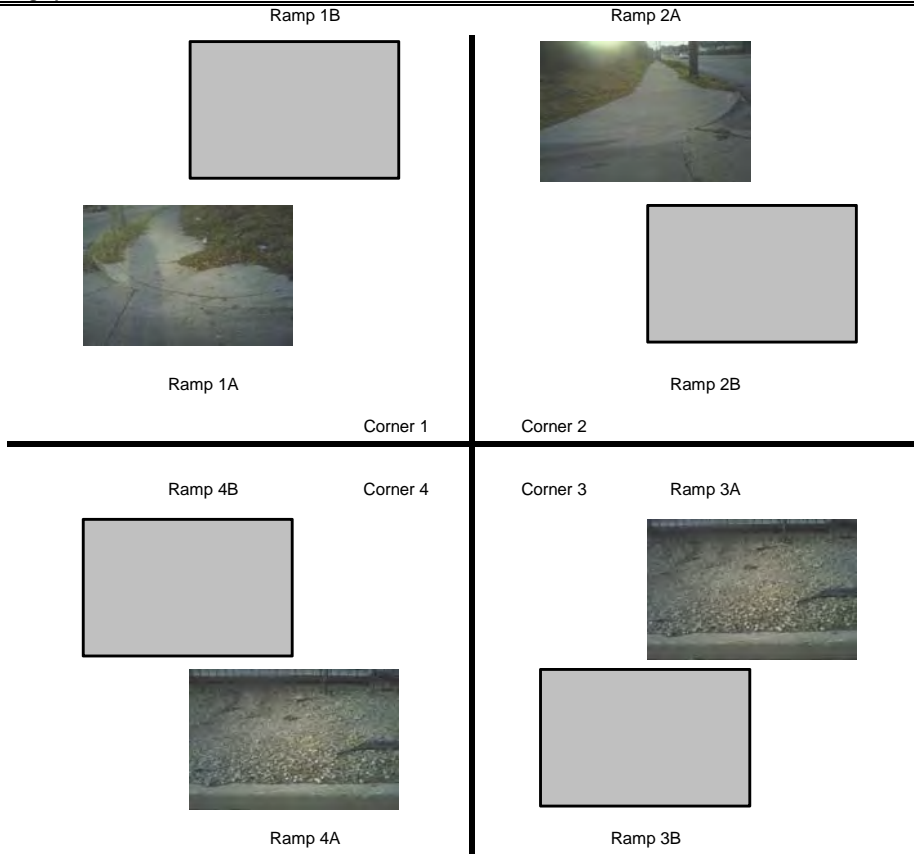 Ramp 1B
Ramp 2A
Ramp 1A
Ramp 2B
Corner 1
Corner 2
Ramp 4B
Corner 4
Corner 3
Ramp 3A
Ramp 4A
Ramp 3B